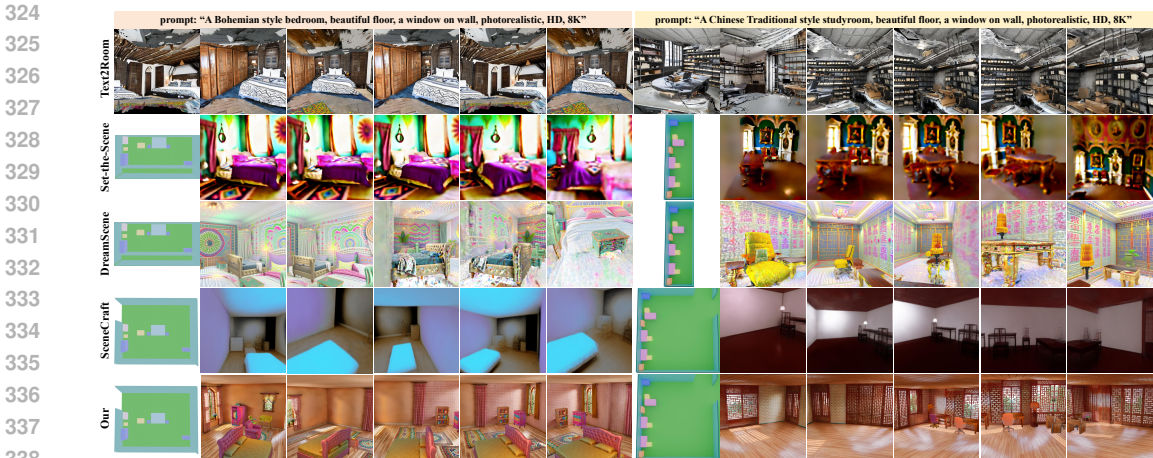 324
prompt: “A Bohemian style bedroom, beautiful floor, a window on wall, photorealistic, HD, 8K” prompt: “A Chinese Traditional style studyroom, beautiful floor, a window on wall, photorealistic, HD, 8K”
325
Text2Room
326
327
328
Set-the-Scene
329
330
331
DreamScene
332
333
334
SceneCraft
335
336
337
Our
338